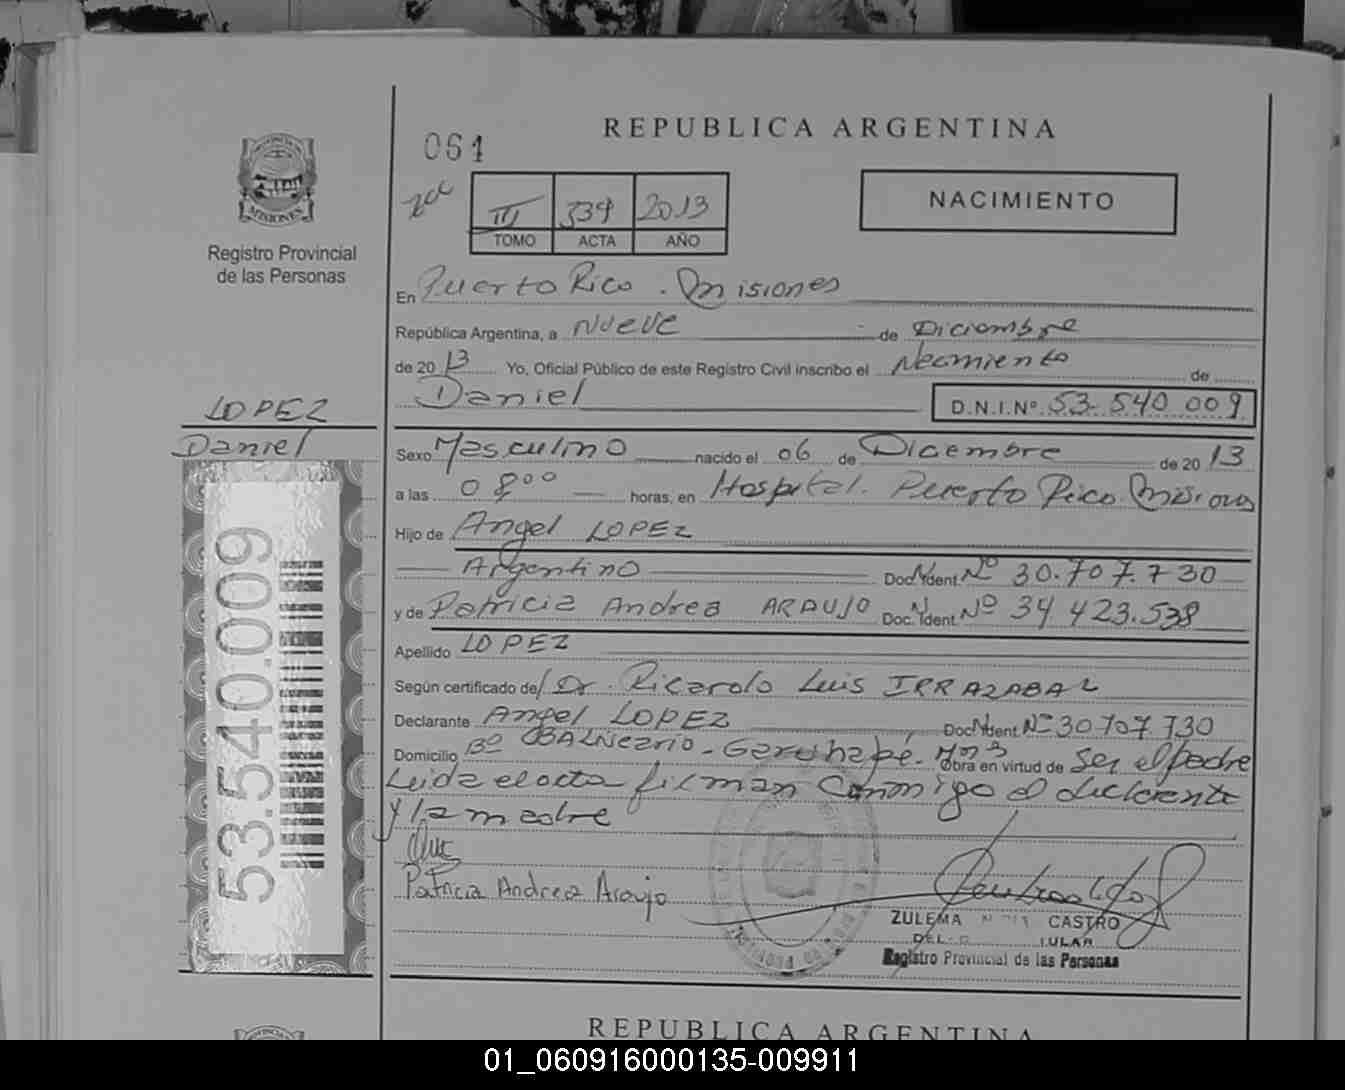 REPUBLICA ARGENTINA
061
MISIONES
Registro Provincial
de las Personas
III 339 2013
TOMO ACTA AÑO
NACIMIENTO
En Puerto Rico. Misiones
República Argentina, a Nueve de Diciembre
de 2013 Yo, Oficial Público de este Registro Civil inscribo el Nacimiento de
Daniel D.N.I.Nº 53.540.009
LOPEZ
Daniel
53.540.009
Sexo Masculino nacido el 06 de Diciembre de 2013
a las 08,00 horas, en Hospital. Puerto Rico. Misiones
Hijo de Angel LOPEZ
Argentino Doc. Ident. Nº 30.707.730
y de Patricia Andrea ARAUJO Doc. Ident. Nº 34.423.538
Apellido LOPEZ
Según certificado de/ Dr. Ricardo Luis IRRAZABAL
Declarante Angel LOPEZ Doc. Ident. Nº 30.707.730
Domicilio Bº Balneario - Garuhapé. Mnes Obra en virtud de ser el padre
Leida el acta firman conmigo el declarante
y la madre
Patricia Andrea Araujo
ZULEMA CASTRO
Registro Provincial de las Personas
REPUBLICA ARGENTINA
01_060916000135-009911